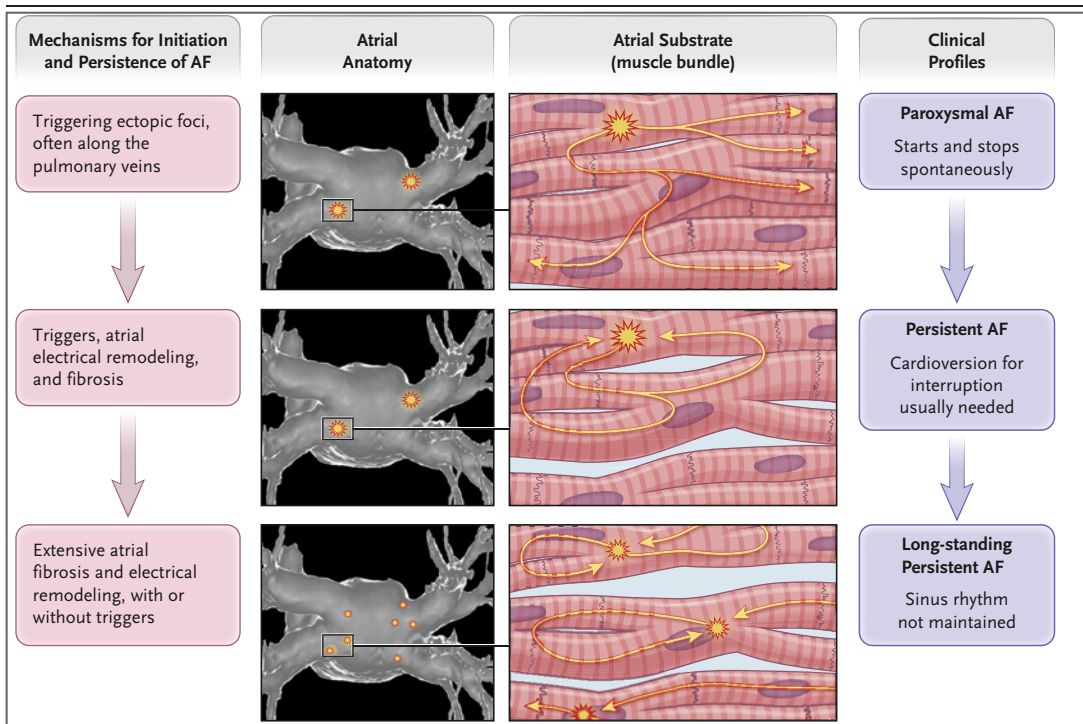 Mechanisms for Initiation
and Persistence of AF
Atrial
Anatomy
Atrial Substrate
(muscle bundle)
Clinical
Profiles
Triggering ectopic foci,
often along the
pulmonary veins
Paroxysmal AF
Starts and stops
spontaneously
Triggers, atrial
electrical remodeling,
and fibrosis
Persistent AF
Cardioversion for
interruption
usually needed
Extensive atrial
fibrosis and electrical
remodeling, with or
without triggers
Long-standing
Persistent AF
Sinus rhythm
not maintained